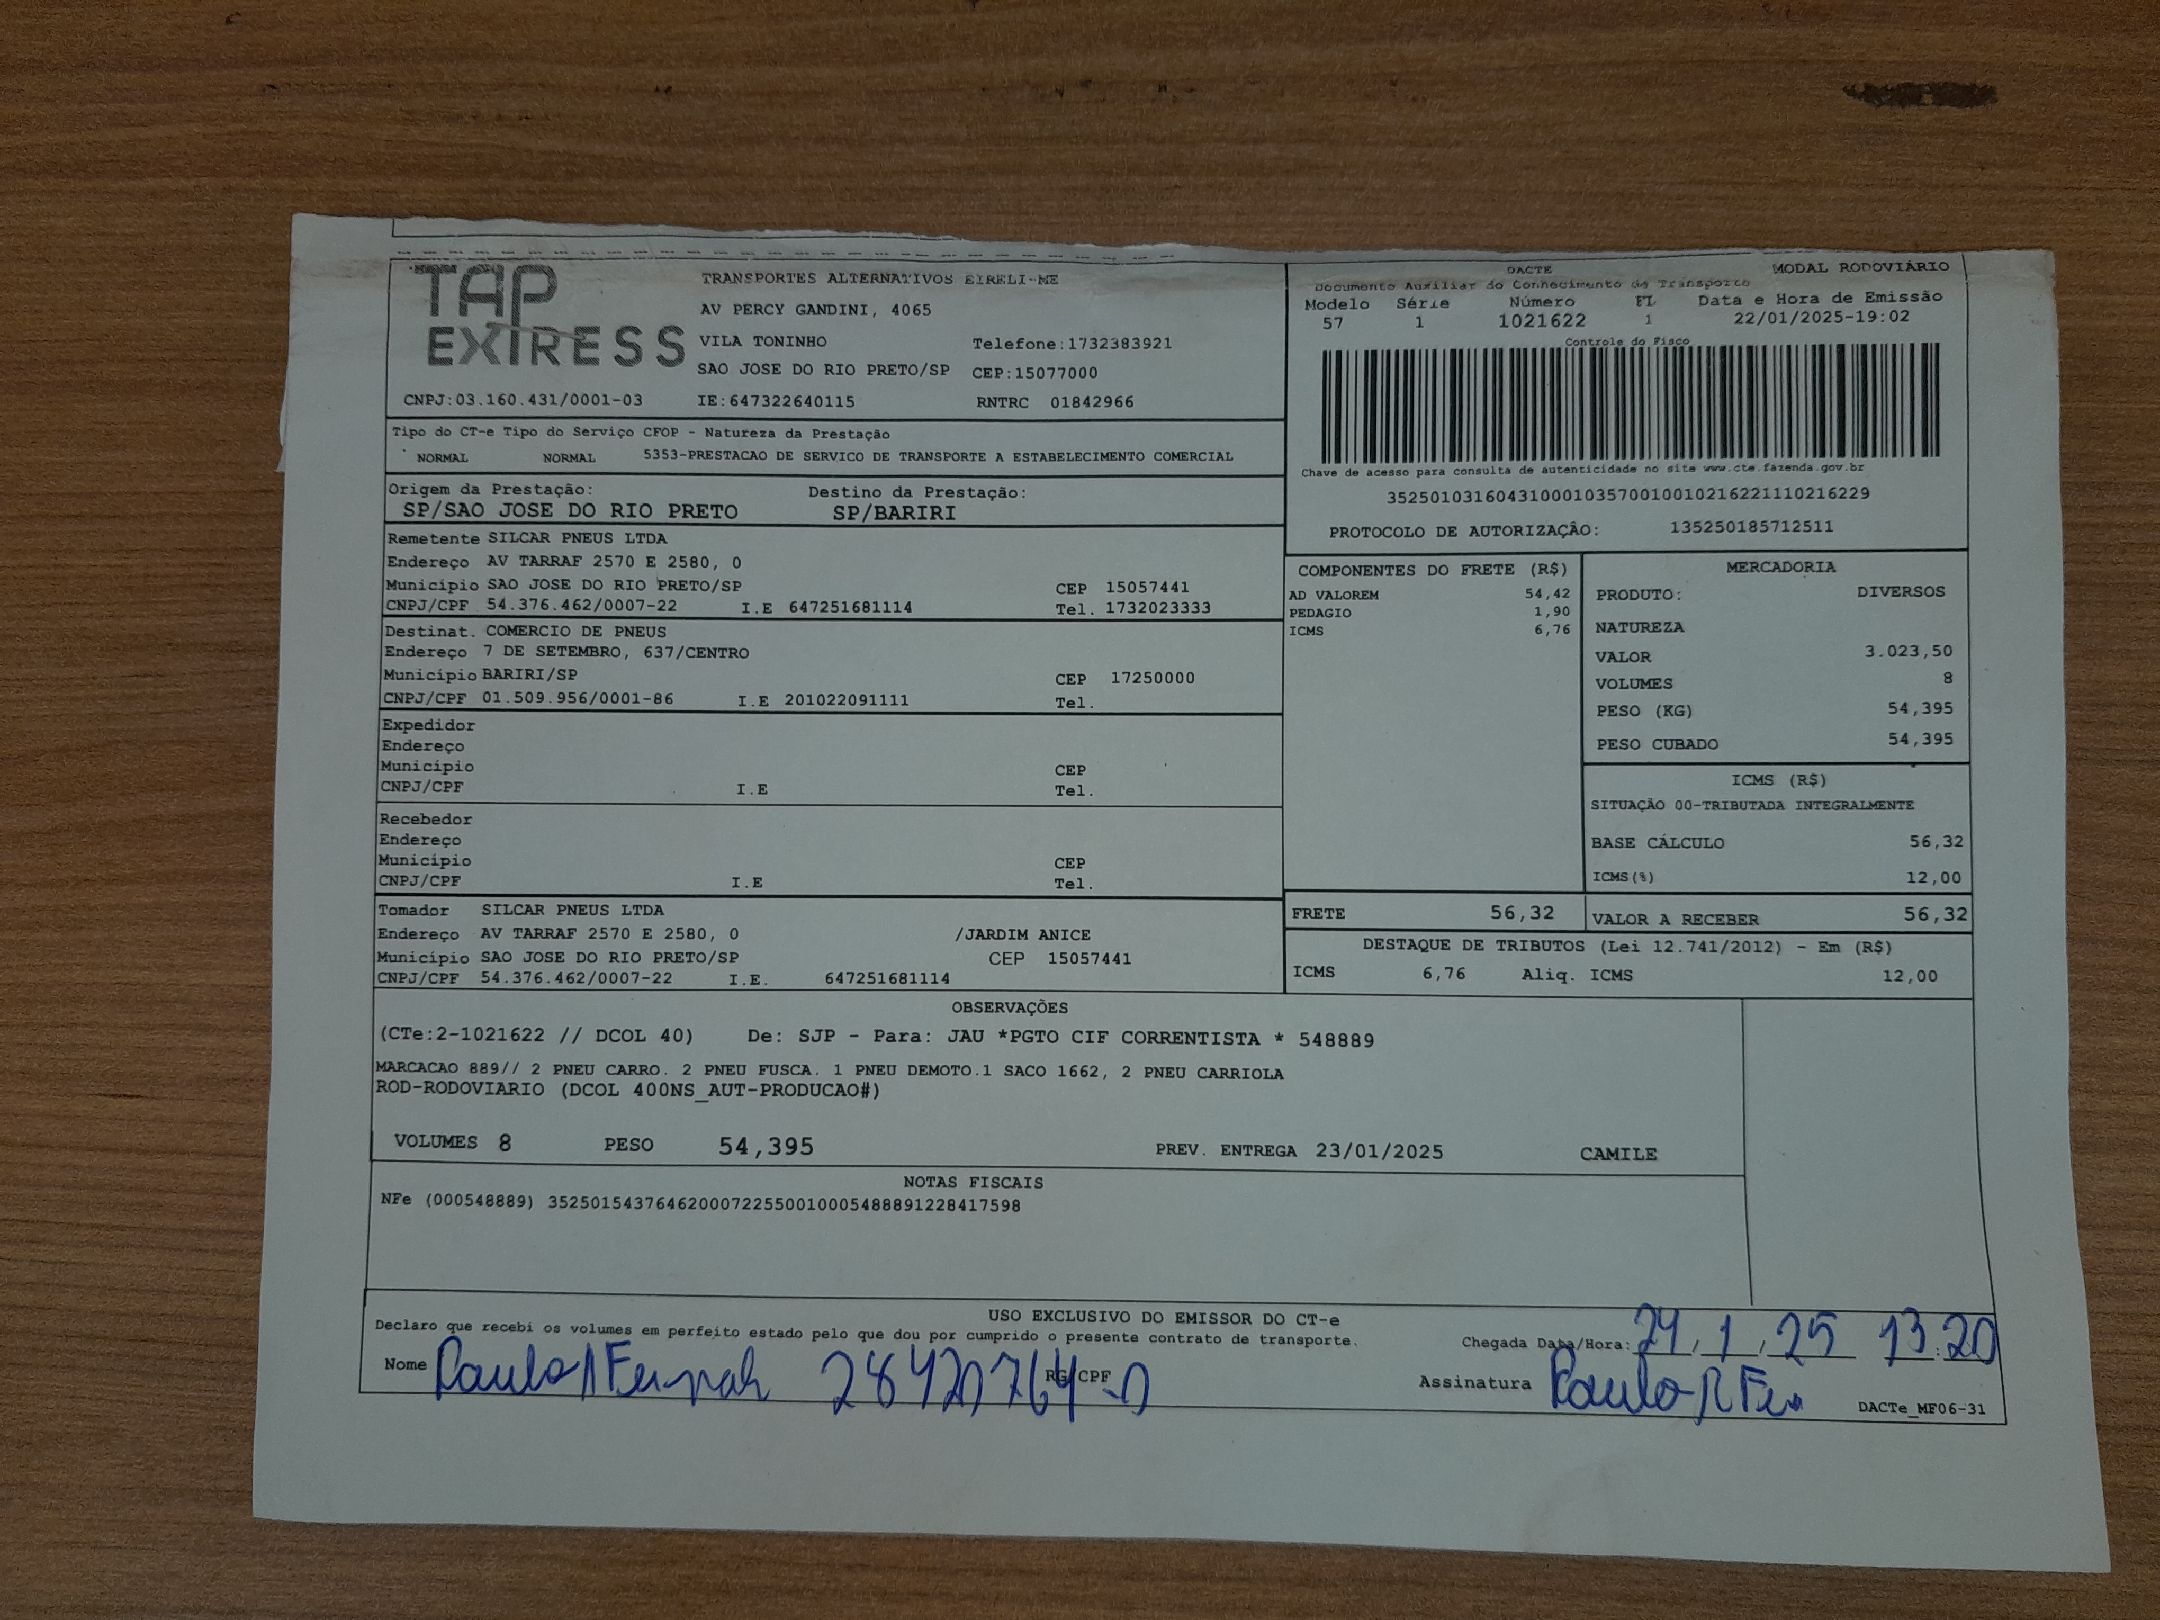 TAP
EXPRESS
TRANSPORTES ALTERNATIVOS EIRELI-ME
AV PERCY GANDINI, 4065
VILA TONINHO Telefone:1732383921
SAO JOSE DO RIO PRETO/SP CEP:15077000
CNPJ:03.160.431/0001-03 IE:647322640115 RNTRC 01842966
DACTE MODAL RODOVIÁRIO
Documento Auxiliar do Conhecimento de Transporte
Modelo Série Número FL Data e Hora de Emissão
57 1 1021622 1 22/01/2025-19:02
Controle do Fisco
Chave de acesso para consulta de autenticidade no site www.cte.fazenda.gov.br
35250103160431000103570010010216221110216229
PROTOCOLO DE AUTORIZAÇÂO: 135250185712511
Tipo do CT-e Tipo do Serviço CFOP - Natureza da Prestação
NORMAL NORMAL 5353-PRESTACAO DE SERVICO DE TRANSPORTE A ESTABELECIMENTO COMERCIAL
Origem da Prestação: Destino da Prestação:
SP/SAO JOSE DO RIO PRETO SP/BARIRI
Remetente SILCAR PNEUS LTDA
Endereço AV TARRAF 2570 E 2580, 0
Município SAO JOSE DO RIO PRETO/SP CEP 15057441
CNPJ/CPF 54.376.462/0007-22 I.E 647251681114 Tel. 1732023333
Destinat. COMERCIO DE PNEUS
Endereço 7 DE SETEMBRO, 637/CENTRO
Município BARIRI/SP CEP 17250000
CNPJ/CPF 01.509.956/0001-86 I.E 201022091111 Tel.
Expedidor
Endereço
Município CEP
CNPJ/CPF I.E Tel.
Recebedor
Endereço
Município CEP
CNPJ/CPF I.E Tel.
Tomador SILCAR PNEUS LTDA
Endereço AV TARRAF 2570 E 2580, 0 /JARDIM ANICE
Município SAO JOSE DO RIO PRETO/SP CEP 15057441
CNPJ/CPF 54.376.462/0007-22 I.E. 647251681114
COMPONENTES DO FRETE (R$)
AD VALOREM 54,42
PEDAGIO 1,90
ICMS 6,76
MERCADORIA
PRODUTO: DIVERSOS
NATUREZA
VALOR 3.023,50
VOLUMES 8
PESO (KG) 54,395
PESO CUBADO 54,395
ICMS (R$)
SITUAÇÃO 00-TRIBUTADA INTEGRALMENTE
BASE CÁLCULO 56,32
ICMS(%) 12,00
FRETE 56,32 VALOR A RECEBER 56,32
DESTAQUE DE TRIBUTOS (Lei 12.741/2012) - Em (R$)
ICMS 6,76 Aliq. ICMS 12,00
OBSERVAÇÕES
(CTe:2-1021622 // DCOL 40) De: SJP - Para: JAU *PGTO CIF CORRENTISTA * 548889
MARCACAO 889// 2 PNEU CARRO. 2 PNEU FUSCA. 1 PNEU DEMOTO.1 SACO 1662, 2 PNEU CARRIOLA
ROD-RODOVIARIO (DCOL 400NS_AUT-PRODUCAO#)
VOLUMES 8 PESO 54,395 PREV. ENTREGA 23/01/2025 CAMILE
NOTAS FISCAIS
NFe (000548889) 35250154376462000722550010005488891228417598
USO EXCLUSIVO DO EMISSOR DO CT-e
Declaro que recebi os volumes em perfeito estado pelo que dou por cumprido o presente contrato de transporte.
Chegada Data/Hora: 24/1/25 13:20
Nome Paulo RG/CPF
Assinatura Paulo R
DACTe_MF06-31